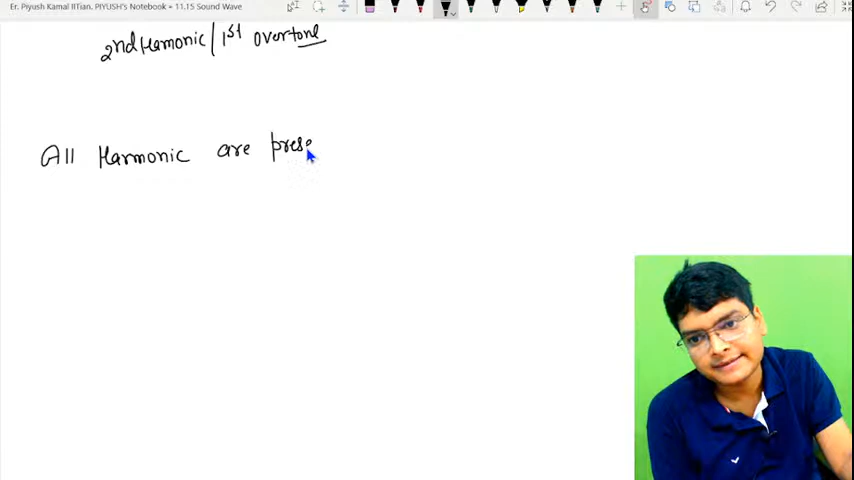 Er. Piyush Kamal IITian. PIYUSH's Notebook » 11.15 Sound Wave
2nd Harmonic / 1st overtone
All Harmonic are prese